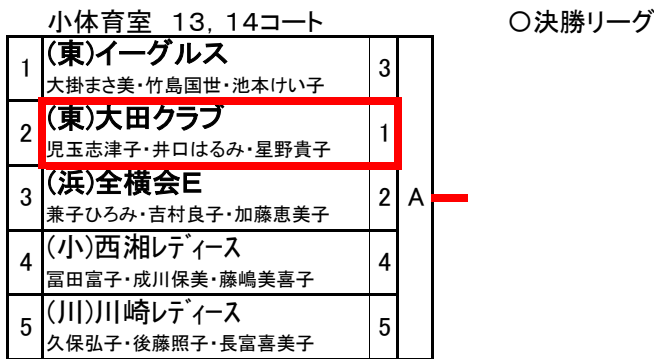 小体育室 13，14コート
〇決勝リーグ
1 (東)イーグルス 3
大掛まさ美・竹島国世・池本けい子
2 (東)大田クラブ 1
児玉志津子・井口はるみ・星野貴子
3 (浜)全横会E 2 A
兼子ひろみ・吉村良子・加藤恵美子
4 (小)西湘レディース 4
冨田富子・成川保美・藤嶋美喜子
5 (川)川崎レディース 5
久保弘子・後藤照子・長富喜美子